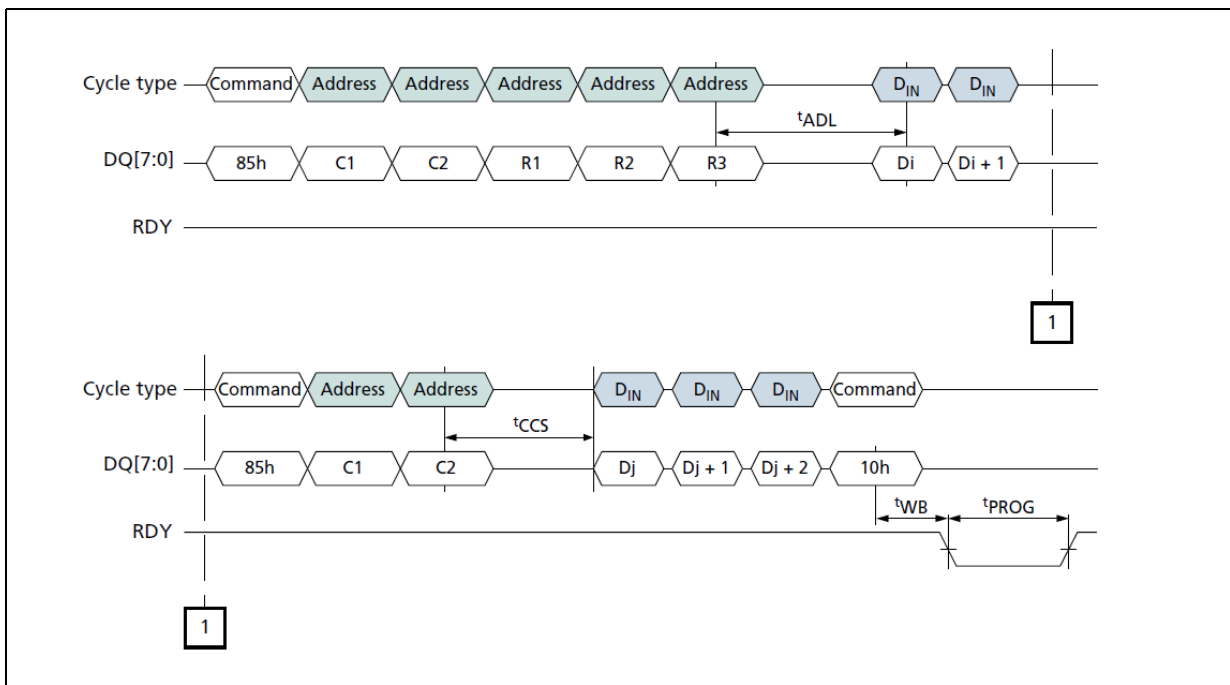 Cycle type Command Address Address Address Address Address DIN DIN
tADL
DQ[7:0] 85h C1 C2 R1 R2 R3 Di Di + 1
RDY
1
Cycle type Command Address Address DIN DIN DIN Command
tCCS
DQ[7:0] 85h C1 C2 Dj Dj + 1 Dj + 2 10h
tWB tPROG
RDY
1